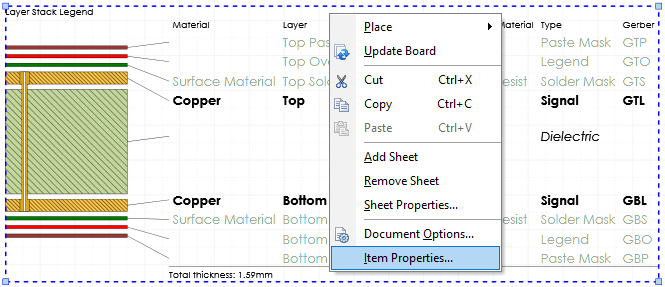 Layer Stack Legend
Material Layer Material Type Gerber
Top Pas Paste Mask GTP
Top Ove Legend GTO
Surface Material Top Sol esist Solder Mask GTS
Copper Top Signal GTL
Dielectric
Copper Bottom Signal GBL
Surface Material Bottom esist Solder Mask GBS
Bottom Legend GBO
Bottom Paste Mask GBP
Total thickness: 1.59mm
Place
Update Board
Cut Ctrl+X
Copy Ctrl+C
Paste Ctrl+V
Add Sheet
Remove Sheet
Sheet Properties...
Document Options...
Item Properties...